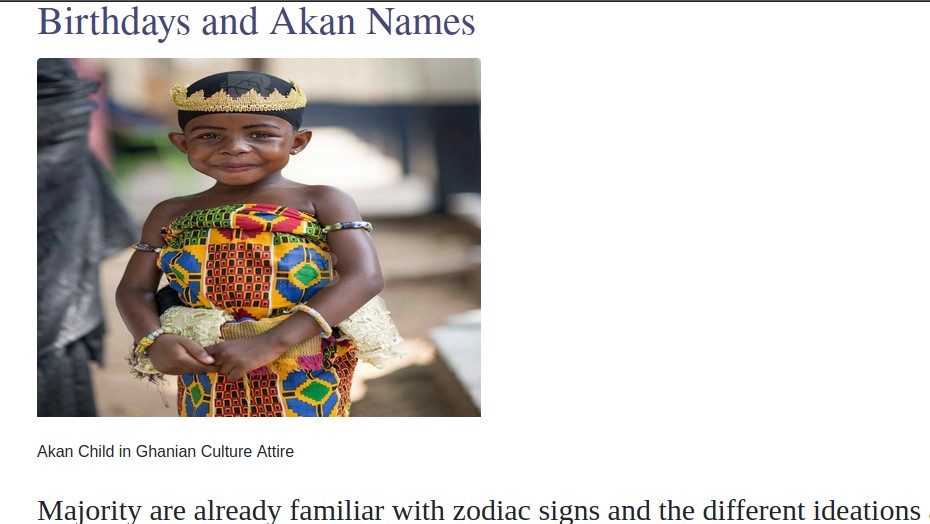 Birthdays and Akan Names
Akan Child in Ghanian Culture Attire
Majority are already familiar with zodiac signs and the different ideations